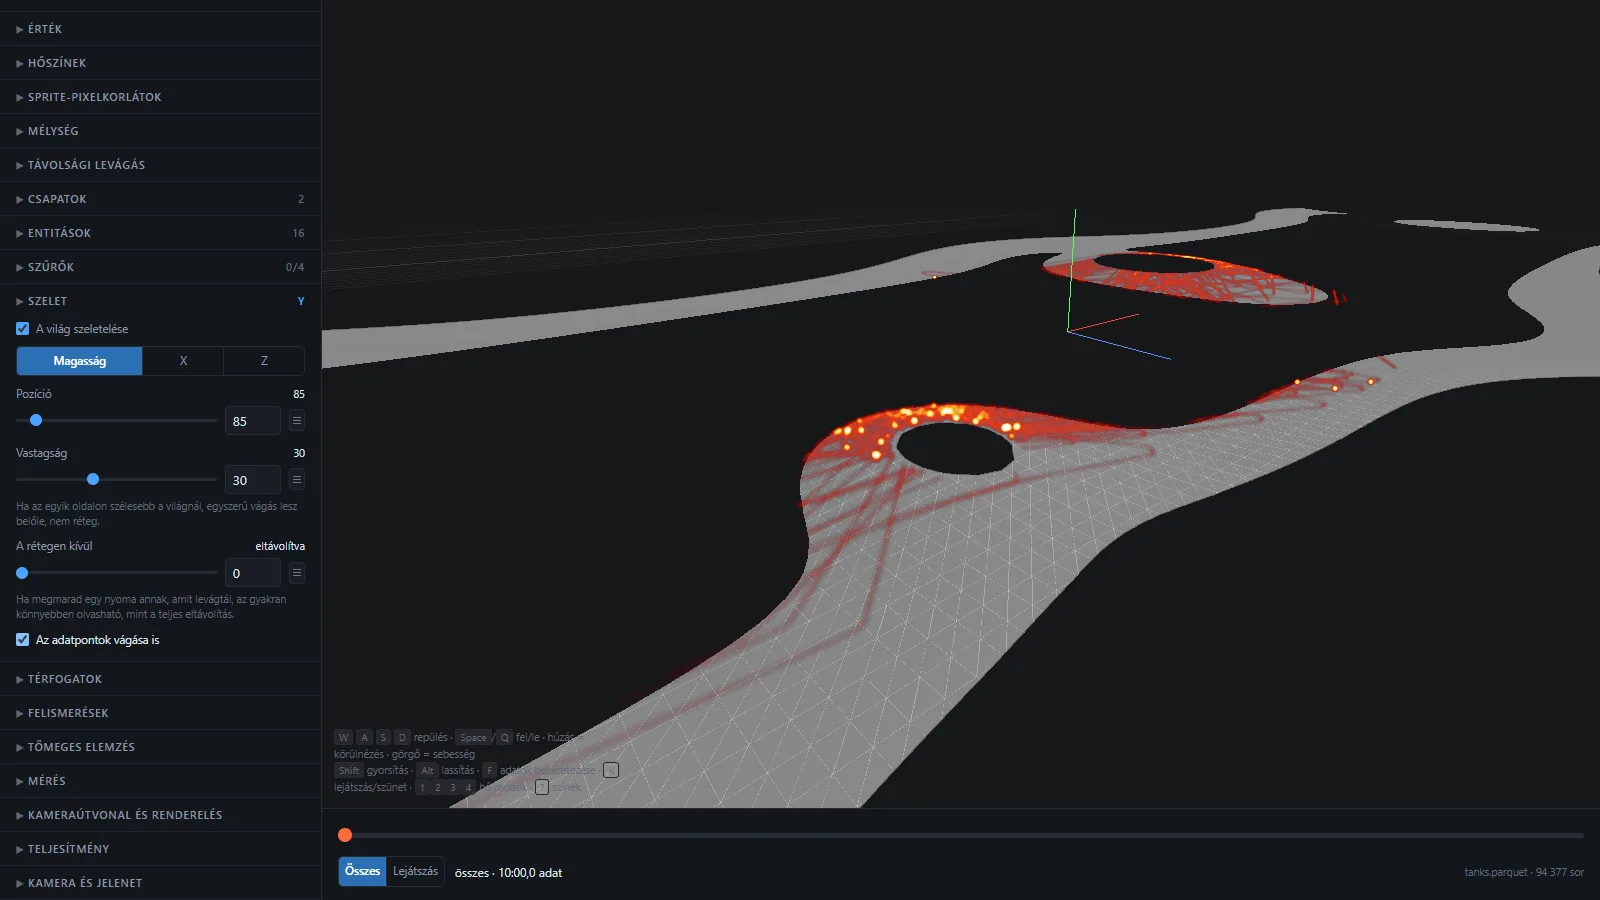 ÉRTÉK
HŐSZÍNEK
SPRITE-PIXELKORLÁTOK
MÉLYSÉG
TÁVOLSÁGI LEVÁGÁS
CSAPATOK 2
ENTITÁSOK 16
SZŰRŐK 0/4
SZELET Y
A világ szeletelése
Magasság X Z
Pozíció 85
85
Vastagság 30
30
Ha az egyik oldalon szélesebb a világnál, egyszerű vágás lesz
belőle, nem réteg.
A rétegen kívül eltávolítva
0
Ha megmarad egy nyoma annak, amit levágtál, az gyakran
könnyebben olvasható, mint a teljes eltávolítás.
Az adatpontok vágása is
TÉRFOGATOK
FELISMERÉSEK
TÖMEGES ELEMZÉS
MÉRÉS
KAMERAÚTVONAL ÉS RENDERELÉS
TELJESÍTMÉNY
KAMERA ÉS JELENET
W A S D repülés · Space/Q fel/le · húzás =
körülnézés · görgő = sebesség
Shift gyorsítás · Alt lassítás · F adatok bekeretezése ·
lejátszás/szünet · 1 2 3 4 színek
Összes Lejátszás összes · 10:00,0 adat
tanks.parquet · 94 377 sor